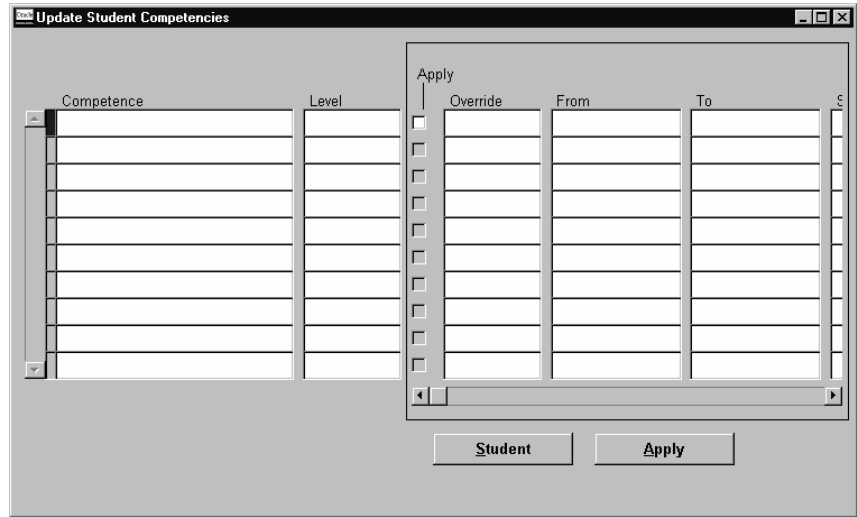 Update Student Competencies
Apply
Competence Level Override From To
Student Apply